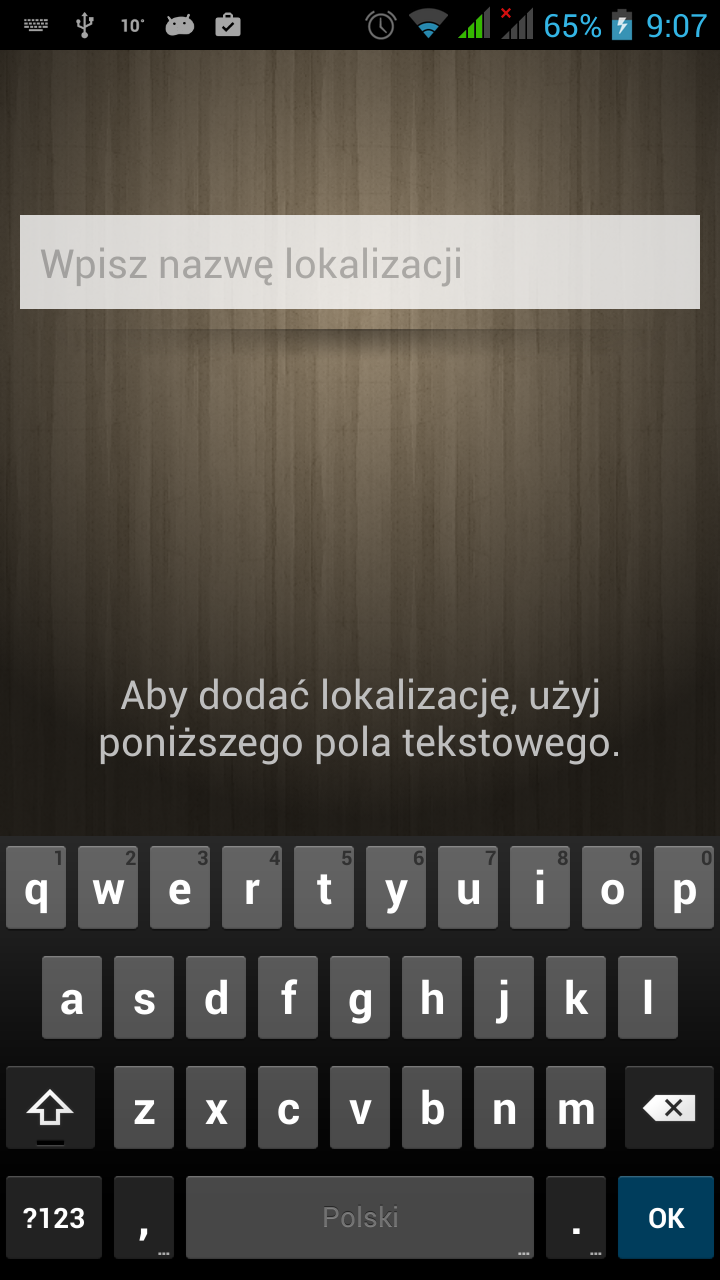 10° 65% 9:07
Wpisz nazwę lokalizacji
Aby dodać lokalizację, użyj
poniższego pola tekstowego.
1 2 3 4 5 6 7 8 9 0
q w e r t y u i o p
a s d f g h j k l
z x c v b n m
?123 , ... Polski ... . ... OK